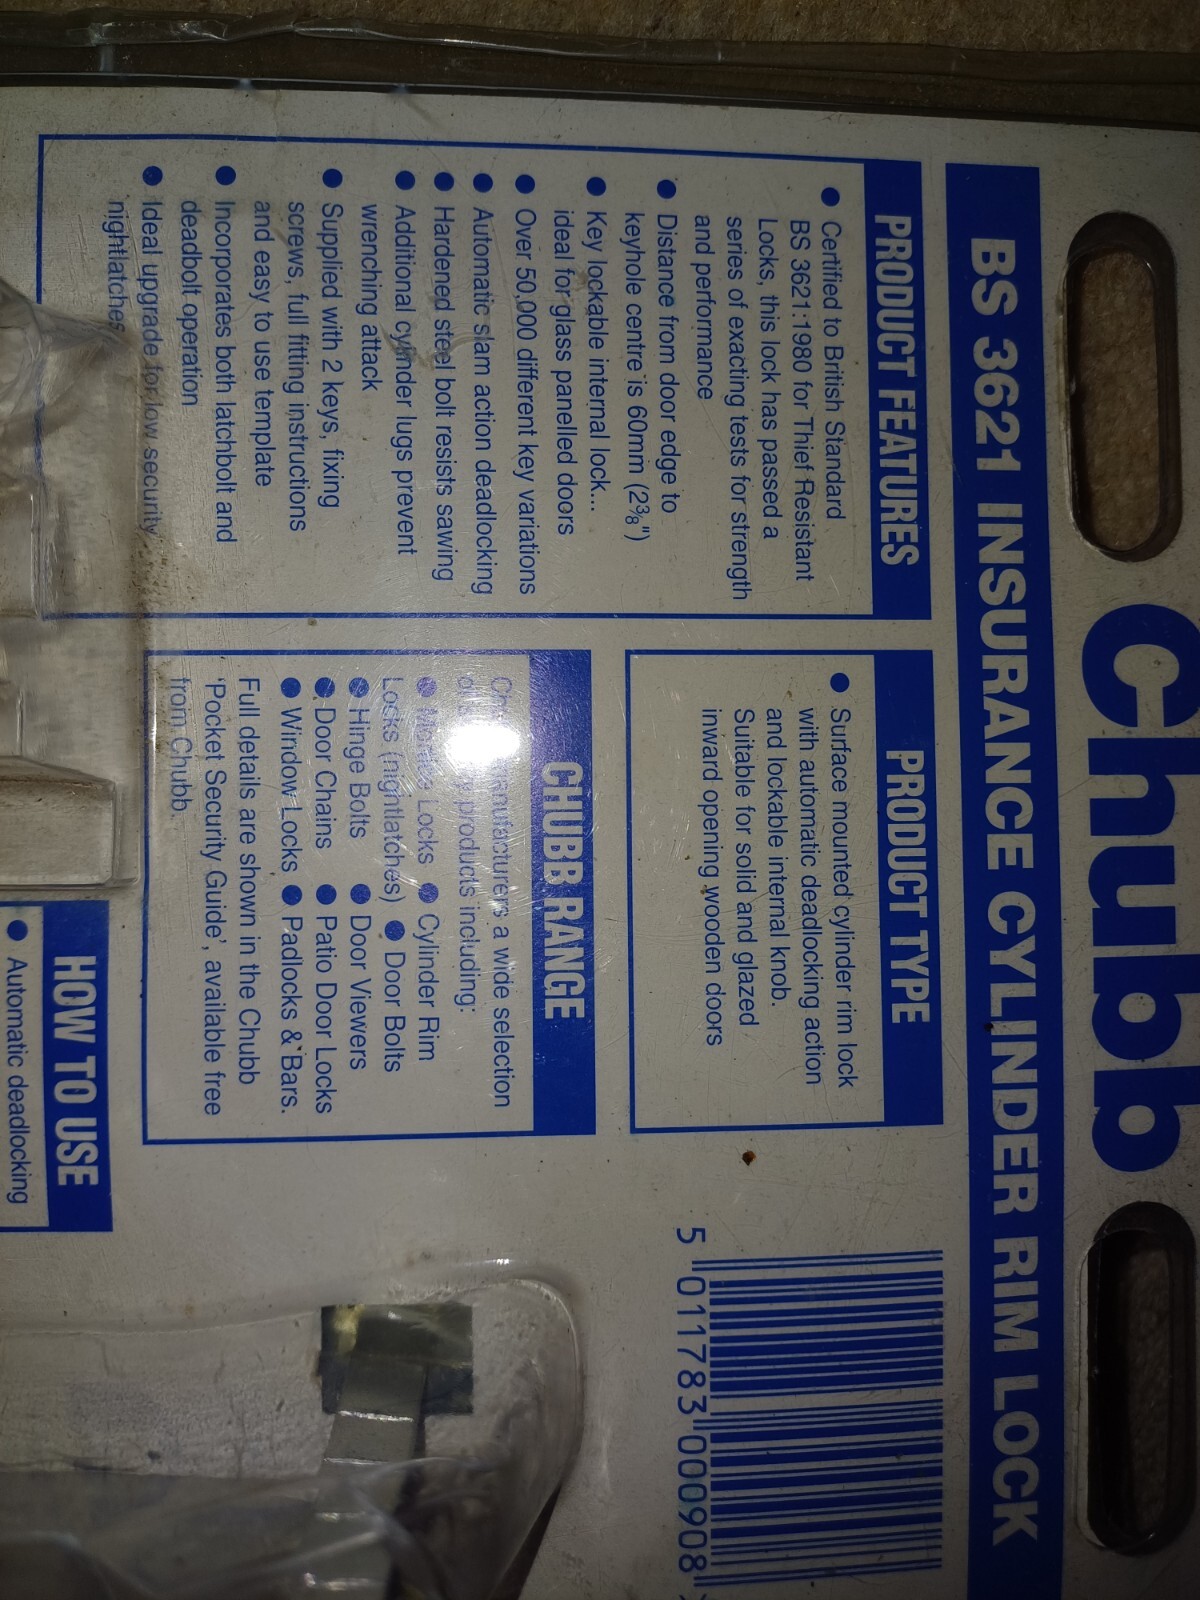 Chubb
BS 3621 INSURANCE CYLINDER RIM LOCK
PRODUCT FEATURES
● Certified to British Standard
BS 3621:1980 for Thief Resistant
Locks, this lock has passed a
series of exacting tests for strength
and performance
● Distance from door edge to
keyhole centre is 60mm (2⅜")
● Key lockable internal lock...
ideal for glass panelled doors
● Over 50,000 different key variations
● Automatic slam action deadlocking
● Hardened steel bolt resists sawing
● Additional cylinder lugs prevent
wrenching attack
● Supplied with 2 keys, fixing
screws, full fitting instructions
and easy to use template
● Incorporates both latchbolt and
deadbolt operation
● Ideal upgrade for low security
nightlatches
PRODUCT TYPE
● Surface mounted cylinder rim lock
with automatic deadlocking action
and lockable internal knob.
Suitable for solid and glazed
inward opening wooden doors
5 011783 000908
CHUBB RANGE
manufacturers a wide selection
products including:
● Locks ● Cylinder Rim
Locks (nightlatches) ● Door Bolts
● Hinge Bolts ● Door Viewers
● Door Chains ● Patio Door Locks
● Window Locks ● Padlocks & Bars.
Full details are shown in the Chubb
'Pocket Security Guide', available free
from Chubb.
HOW TO USE
● Automatic deadlocking